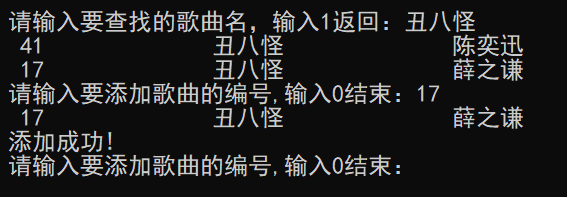 请输入要查找的歌曲名，输入1返回：丑八怪
41 丑八怪 陈奕迅
17 丑八怪 薛之谦
请输入要添加歌曲的编号,输入0结束：17
17 丑八怪 薛之谦
添加成功!
请输入要添加歌曲的编号,输入0结束：